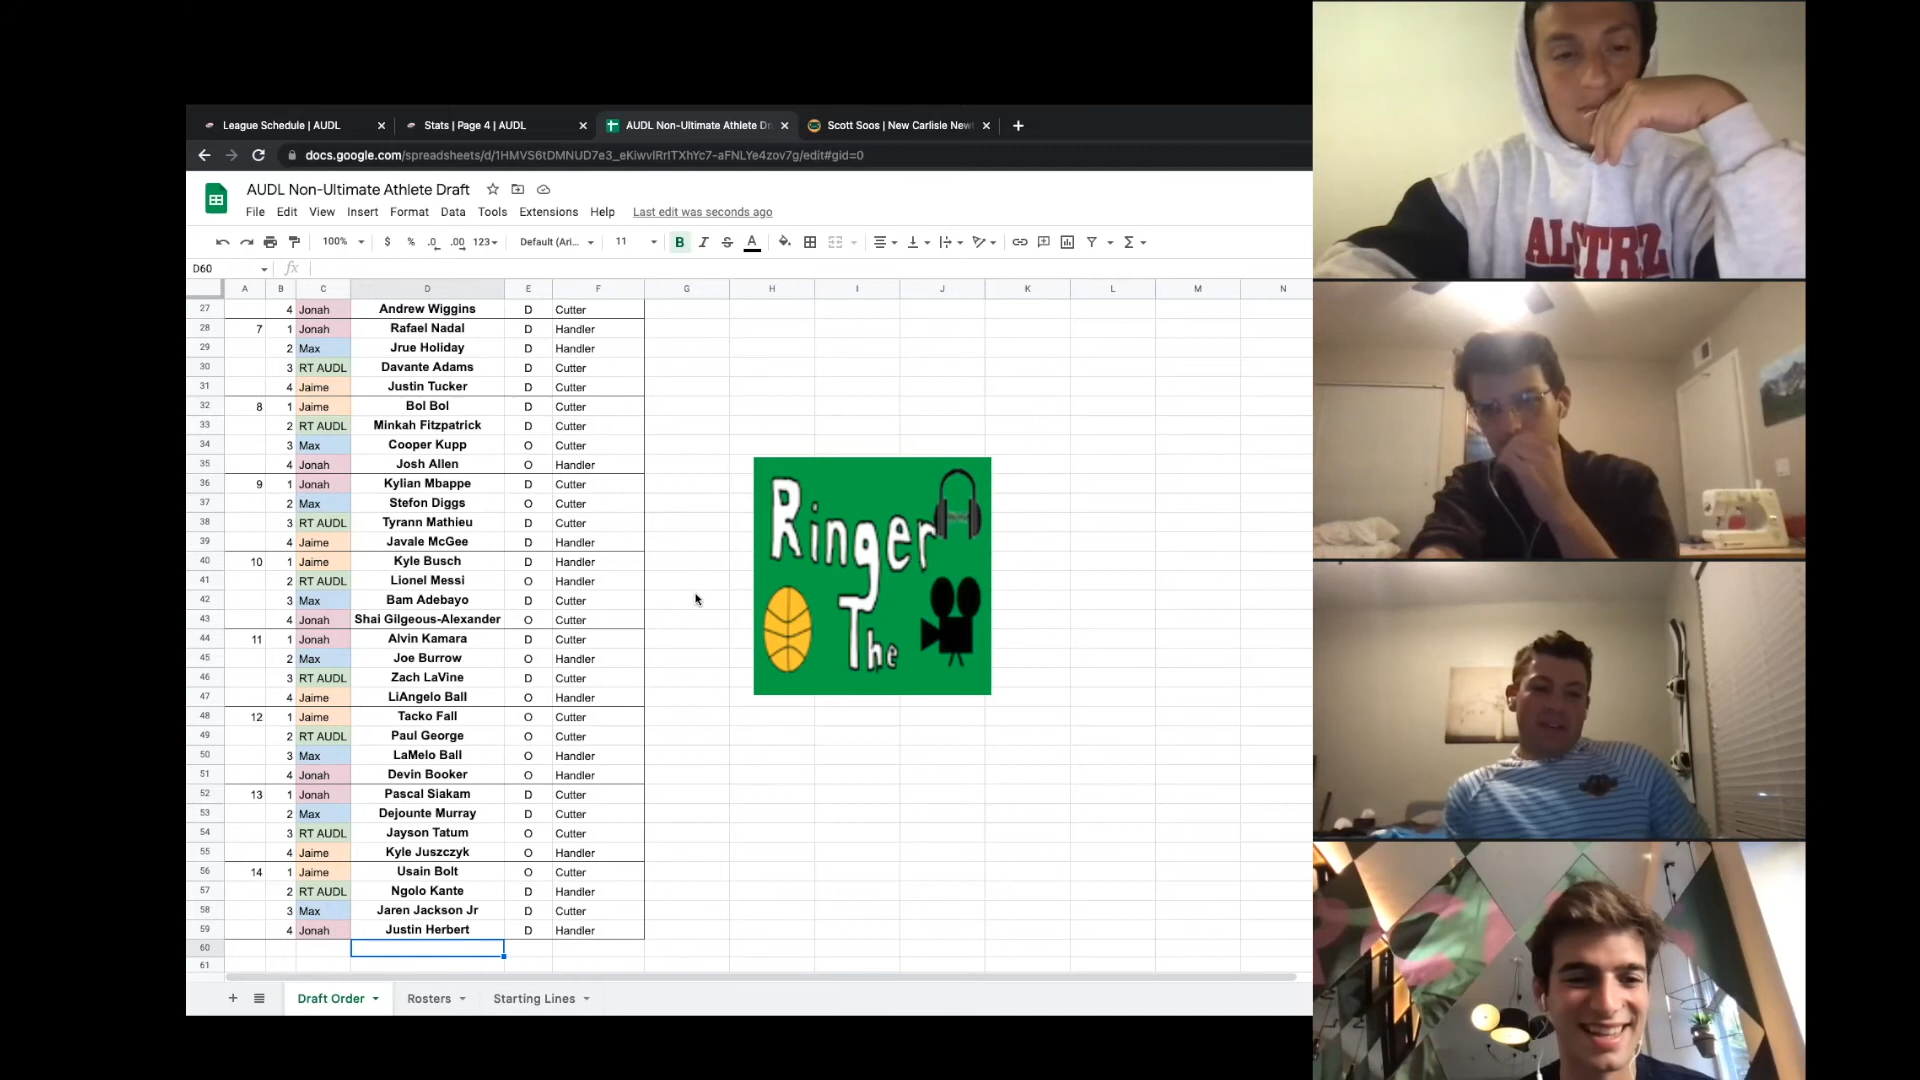 League Schedule | AUDL
Stats | Page 4 | AUDL
AUDL Non-Ultimate Athlete D
Scott Soos | New Carlisle New
docs.google.com/spreadsheets/d/
AUDL Non-Ultimate Athlete Draft
File Edit View Insert Format Data Tools Extensions Help Last edit was seconds ago
100% $ % .0 .00 123 Default (Ari... 11 B I S A
D60 fx
A B C D E F G H I J K L M N
27 4 Jonah Andrew Wiggins D Cutter
28 7 1 Jonah Rafael Nadal D Handler
29 2 Max Jrue Holiday D Handler
30 3 RT AUDL Davante Adams D Cutter
31 4 Jaime Justin Tucker D Cutter
32 8 1 Jaime Bol Bol D Cutter
33 2 RT AUDL Minkah Fitzpatrick D Cutter
34 3 Max Cooper Kupp O Cutter
35 4 Jonah Josh Allen O Handler
36 9 1 Jonah Kylian Mbappe D Cutter
37 2 Max Stefon Diggs O Cutter
38 3 RT AUDL Tyrann Mathieu D Cutter
39 4 Jaime Javale McGee D Handler
40 10 1 Jaime Kyle Busch D Handler
41 2 RT AUDL Lionel Messi O Handler
42 3 Max Bam Adebayo D Cutter
43 4 Jonah Shai Gilgeous-Alexander O Cutter
44 11 1 Jonah Alvin Kamara D Cutter
45 2 Max Joe Burrow O Handler
46 3 RT AUDL Zach LaVine D Cutter
47 4 Jaime LiAngelo Ball O Handler
48 12 1 Jaime Tacko Fall O Cutter
49 2 RT AUDL Paul George O Cutter
50 3 Max LaMelo Ball O Handler
51 4 Jonah Devin Booker O Handler
52 13 1 Jonah Pascal Siakam D Cutter
53 2 Max Dejounte Murray D Cutter
54 3 RT AUDL Jayson Tatum O Cutter
55 4 Jaime Kyle Juszczyk O Handler
56 14 1 Jaime Usain Bolt O Cutter
57 2 RT AUDL Ngolo Kante D Handler
58 3 Max Jaren Jackson Jr D Cutter
59 4 Jonah Justin Herbert D Handler
60
61
Ringer
The
Draft Order Rosters Starting Lines